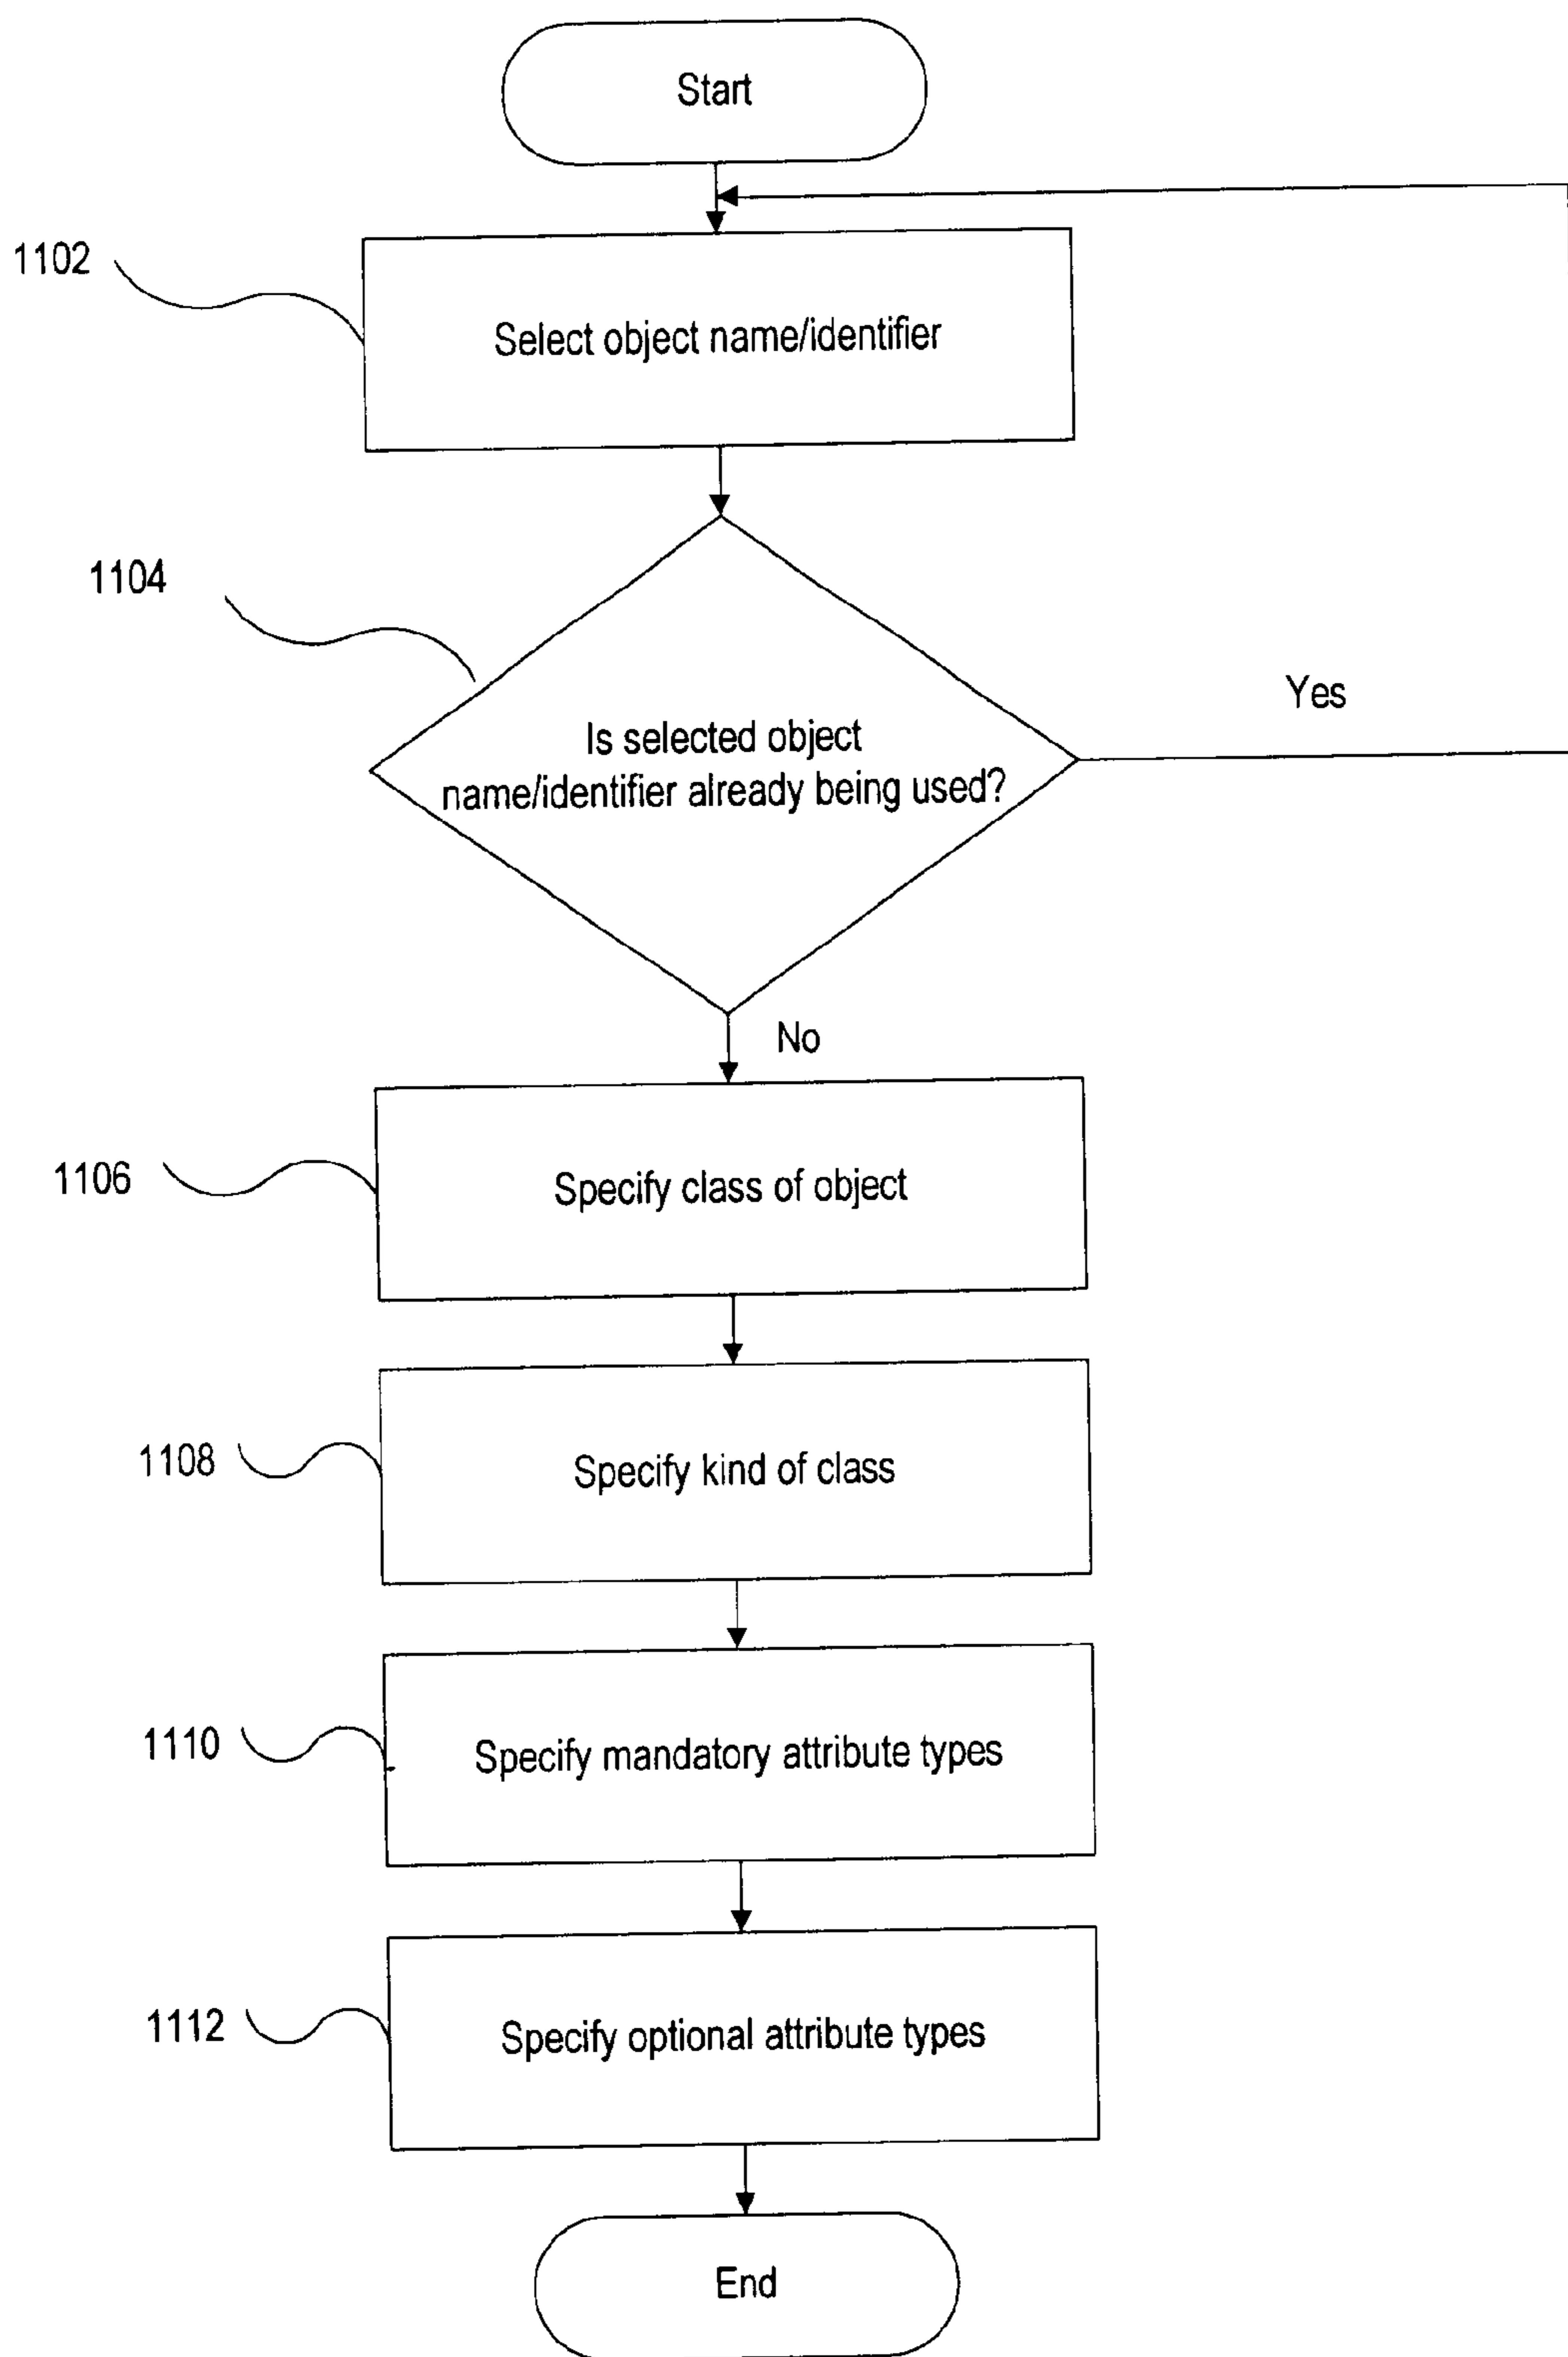 Start
1102
Select object name/identifier
1104
Is selected object
name/identifier already being used?
Yes
No
1106
Specify class of object
1108
Specify kind of class
1110
Specify mandatory attribute types
1112
Specify optional attribute types
End